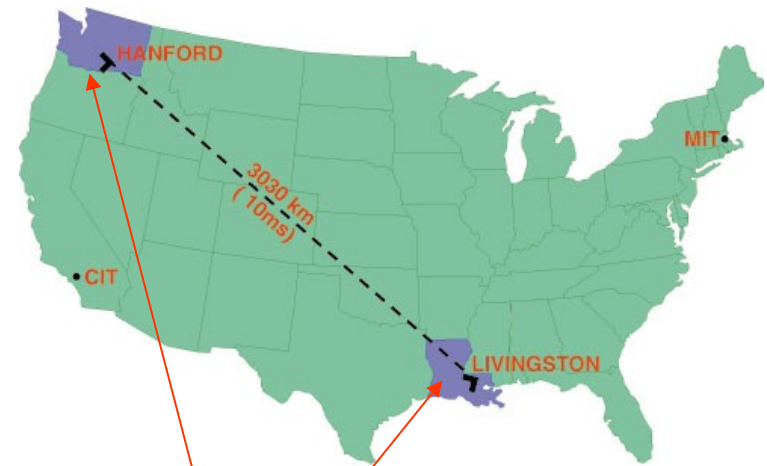 HANFORD
MIT
3030 km
( 10ms)
CIT
LIVINGSTON